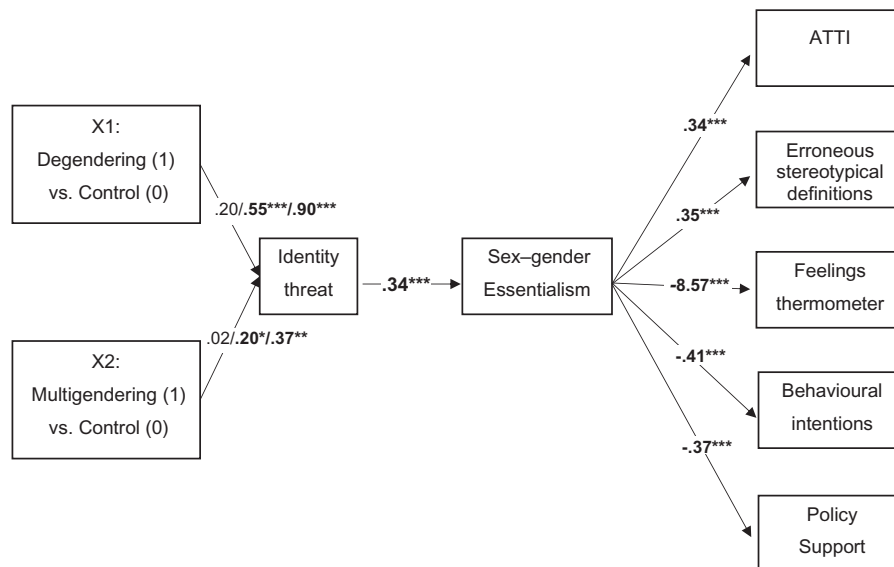 X1:
Degendering (1)
vs. Control (0)
.20/.55***/.90***
X2:
Multigendering (1)
vs. Control (0)
.02/.20*/.37**
Identity
threat
.34***
Sex–gender
Essentialism
.34***
.35***
-8.57***
-.41***
-.37***
ATTI
Erroneous
stereotypical
definitions
Feelings
thermometer
Behavioural
intentions
Policy
Support